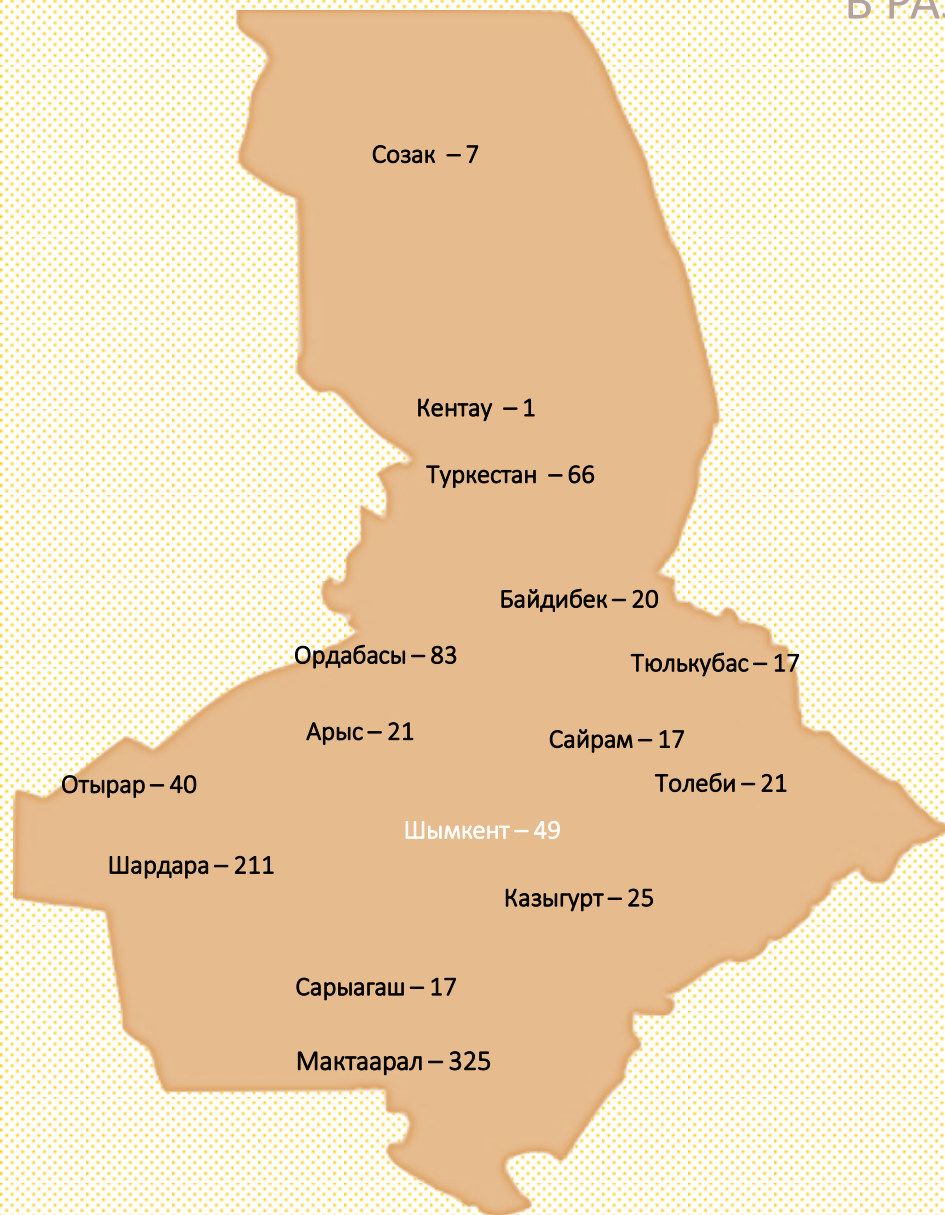 Созак – 7
Кентау – 1
Туркестан – 66
Байдибек – 20
Ордабасы – 83
Тюлькубас – 17
Арыс – 21
Сайрам – 17
Отырар – 40
Толеби – 21
Шымкент – 49
Шардара – 211
Казыгурт – 25
Сарыагаш – 17
Мактаарал – 325